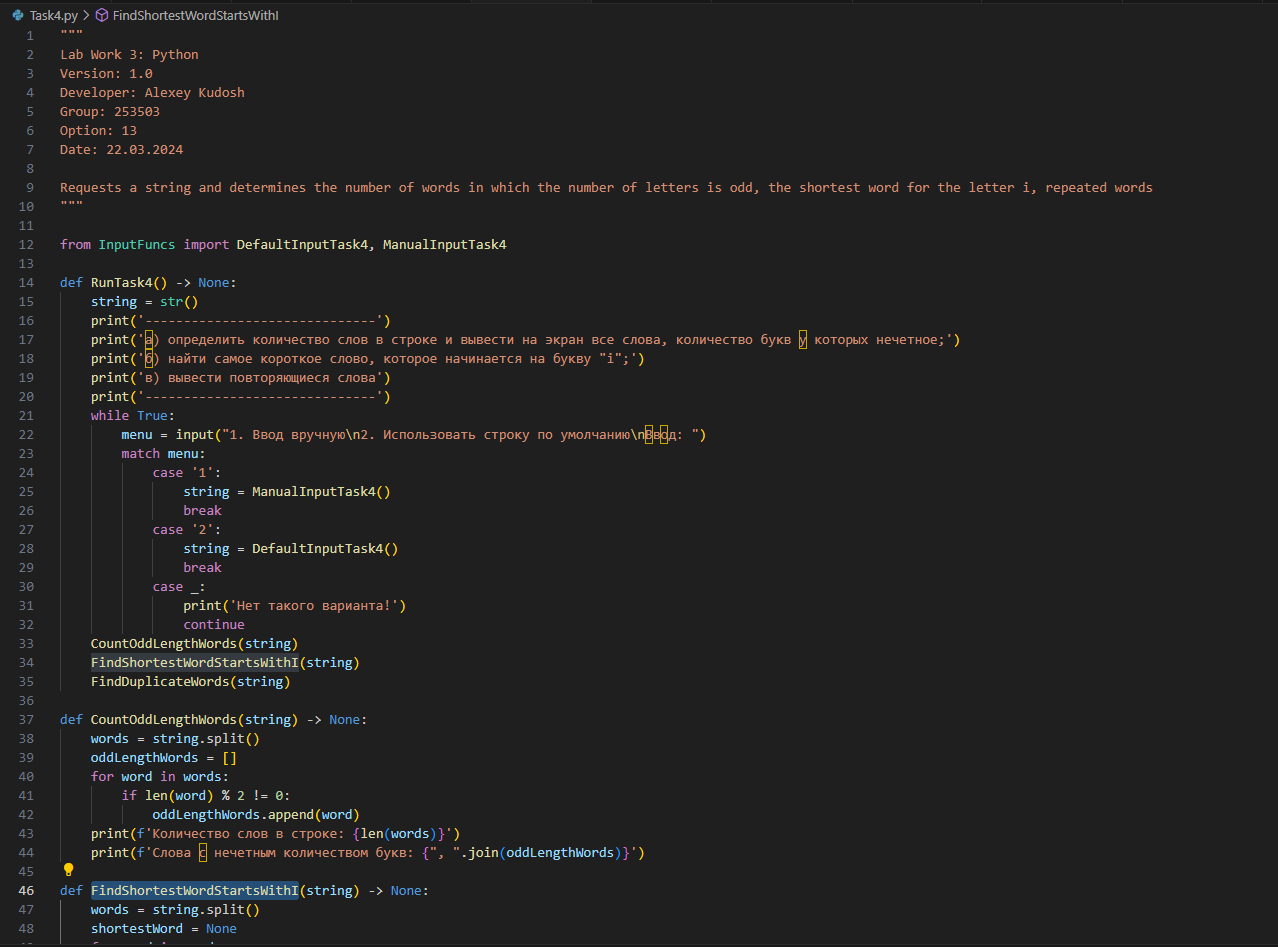 Task4.py > FindShortestWordStartsWithI
1 """
2 Lab Work 3: Python
3 Version: 1.0
4 Developer: Alexey Kudosh
5 Group: 253503
6 Option: 13
7 Date: 22.03.2024
8
9 Requests a string and determines the number of words in which the number of letters is odd, the shortest word for the letter i, repeated words
10 """
11
12 from InputFuncs import DefaultInputTask4, ManualInputTask4
13
14 def RunTask4() -> None:
15     string = str()
16     print('------------------------------')
17     print('а) определить количество слов в строке и вывести на экран все слова, количество букв у которых нечетное;')
18     print('б) найти самое короткое слово, которое начинается на букву "i";')
19     print('в) вывести повторяющиеся слова')
20     print('------------------------------')
21     while True:
22         menu = input("1. Ввод вручную\n2. Использовать строку по умолчанию\nВвод: ")
23         match menu:
24             case '1':
25                 string = ManualInputTask4()
26                 break
27             case '2':
28                 string = DefaultInputTask4()
29                 break
30             case _:
31                 print('Нет такого варианта!')
32                 continue
33     CountOddLengthWords(string)
34     FindShortestWordStartsWithI(string)
35     FindDuplicateWords(string)
36
37 def CountOddLengthWords(string) -> None:
38     words = string.split()
39     oddLengthWords = []
40     for word in words:
41         if len(word) % 2 != 0:
42             oddLengthWords.append(word)
43     print(f'Количество слов в строке: {len(words)}')
44     print(f'Слова с нечетным количеством букв: {", ".join(oddLengthWords)}')
45
46 def FindShortestWordStartsWithI(string) -> None:
47     words = string.split()
48     shortestWord = None